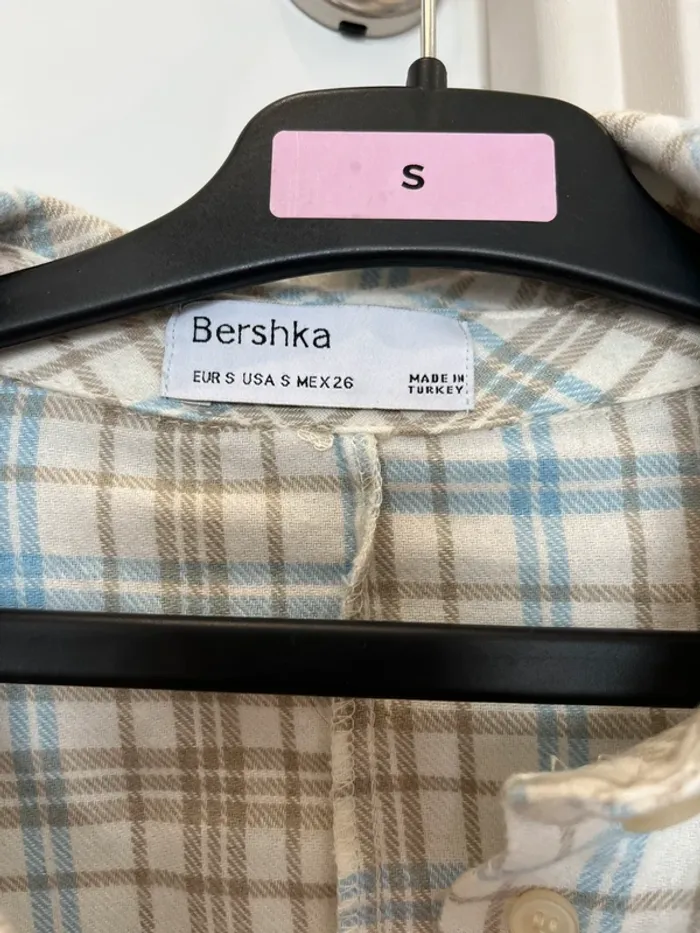 S
Bershka
EUR S USA S MEX 26
MADE IN
TURKEY